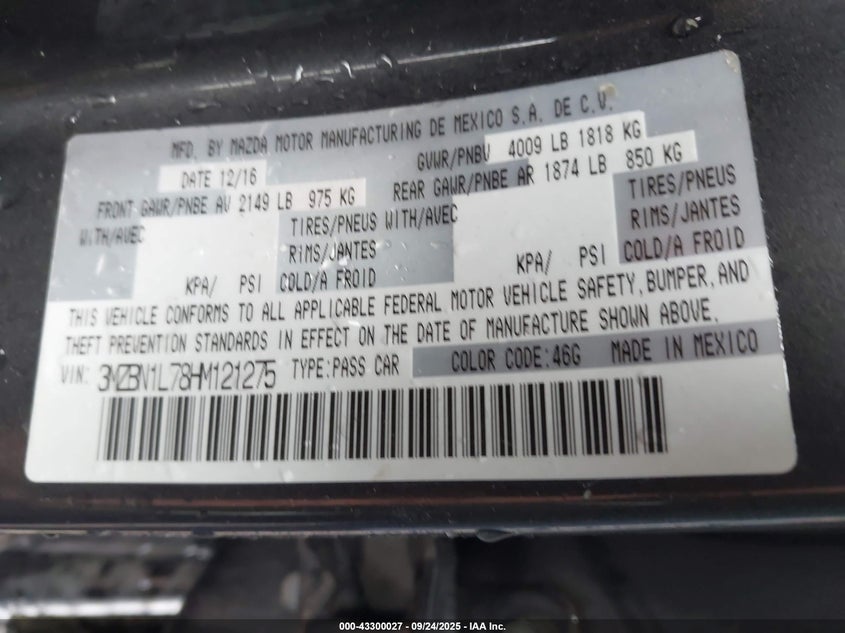 MFD. BY MAZDA MOTOR MANUFACTURING DE MEXICO S.A. DE C.V.
DATE 12/16 GVWR/PNBV 4009 LB 1818 KG
FRONT GAWR/PNBE AV 2149 LB 975 KG REAR GAWR/PNBE AR 1874 LB 850 KG
WITH/AVEC TIRES/PNEUS WITH/AVEC TIRES/PNEUS
RIMS/JANTES RIMS/JANTES
KPA/ PSI COLD/A FROID KPA/ PSI COLD/A FROID
THIS VEHICLE CONFORMS TO ALL APPLICABLE FEDERAL MOTOR VEHICLE SAFETY, BUMPER, AND
THEFT PREVENTION STANDARDS IN EFFECT ON THE DATE OF MANUFACTURE SHOWN ABOVE.
VIN: 3MZBN1L78HM121275 TYPE:PASS CAR COLOR CODE:46G MADE IN MEXICO
000-43300027 - 09/24/2025 - IAA Inc.